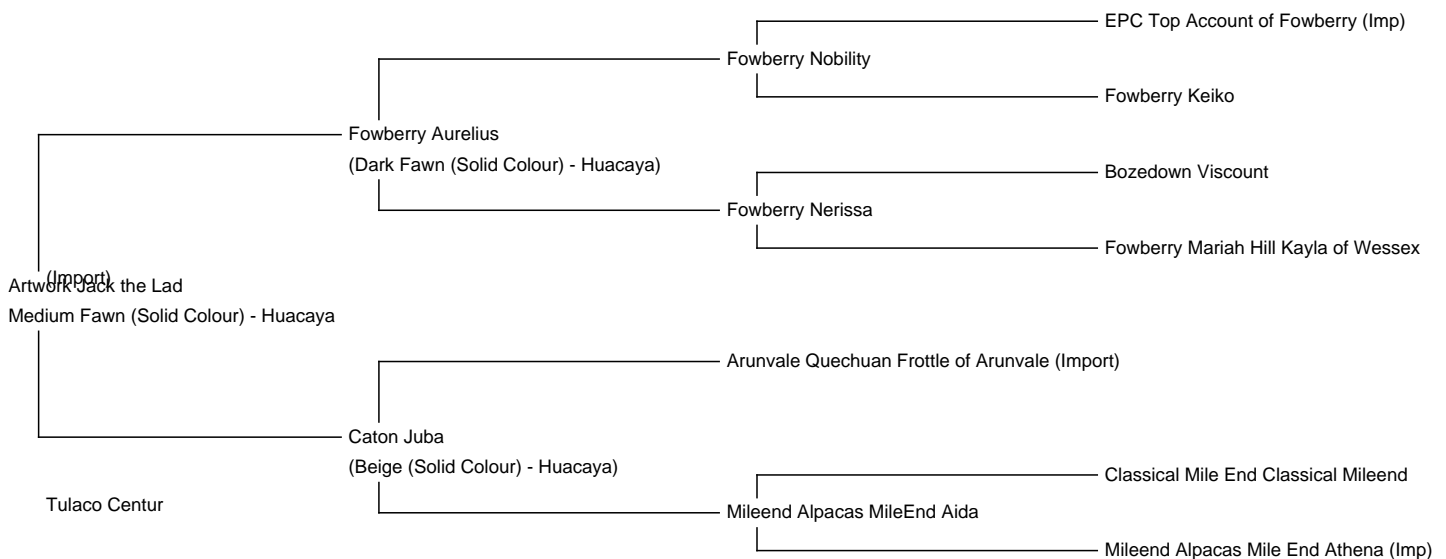 EPC Top Account of Fowberry (Imp)
Fowberry Nobility
Fowberry Keiko
Fowberry Aurelius
(Dark Fawn (Solid Colour) - Huacaya)
Bozedown Viscount
Fowberry Nerissa
Fowberry Mariah Hill Kayla of Wessex
(Import)
Artwork Jack the Lad
Medium Fawn (Solid Colour) - Huacaya
Arunvale Quechuan Frottle of Arunvale (Import)
Caton Juba
(Beige (Solid Colour) - Huacaya)
Classical Mile End Classical Mileend
Tulaco Centur
Mileend Alpacas MileEnd Aida
Mileend Alpacas Mile End Athena (Imp)